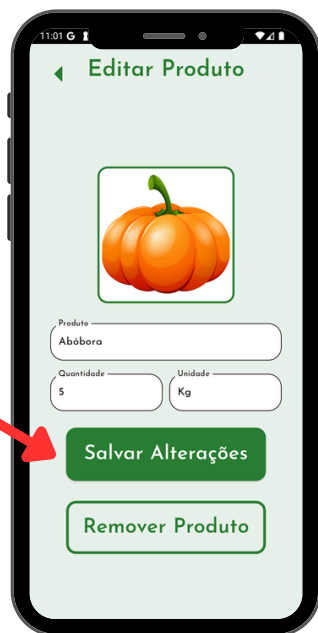 11:01 G
Editar Produto
Produto
Abóbora
Quantidade
Unidade
5
Kg
Salvar Alterações
Remover Produto